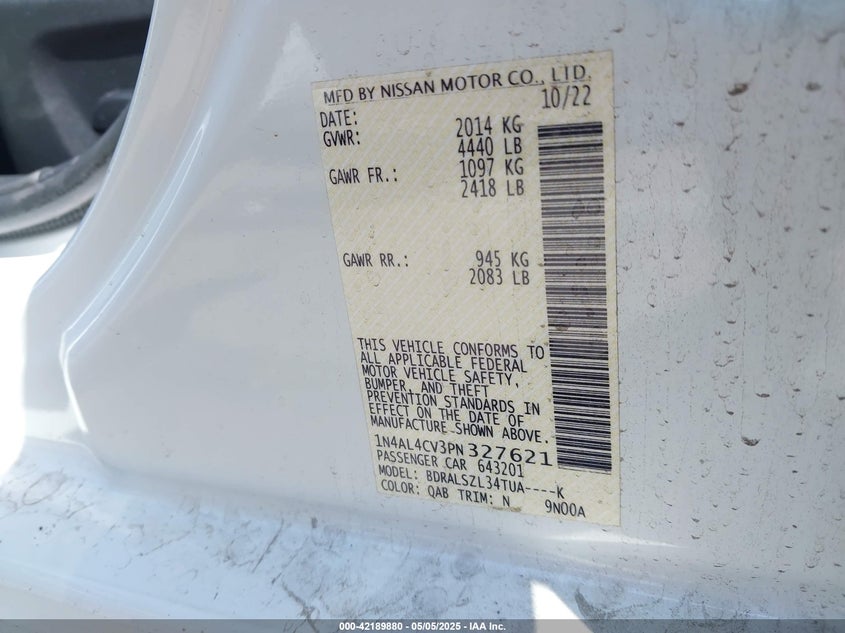 MFD BY NISSAN MOTOR CO., LTD.
DATE: 10/22
GVWR: 2014 KG
4440 LB
GAWR FR.: 1097 KG
2418 LB
GAWR RR.: 945 KG
2083 LB
THIS VEHICLE CONFORMS TO
ALL APPLICABLE FEDERAL
MOTOR VEHICLE SAFETY,
BUMPER, AND THEFT
PREVENTION STANDARDS IN
EFFECT ON THE DATE OF
MANUFACTURE SHOWN ABOVE.
1N4AL4CV3PN327621
PASSENGER CAR 643201
MODEL: BDRALSZL34TUA----K
COLOR: QAB TRIM: N 9N00A
000-42189880 - 05/05/2025 - IAA Inc.